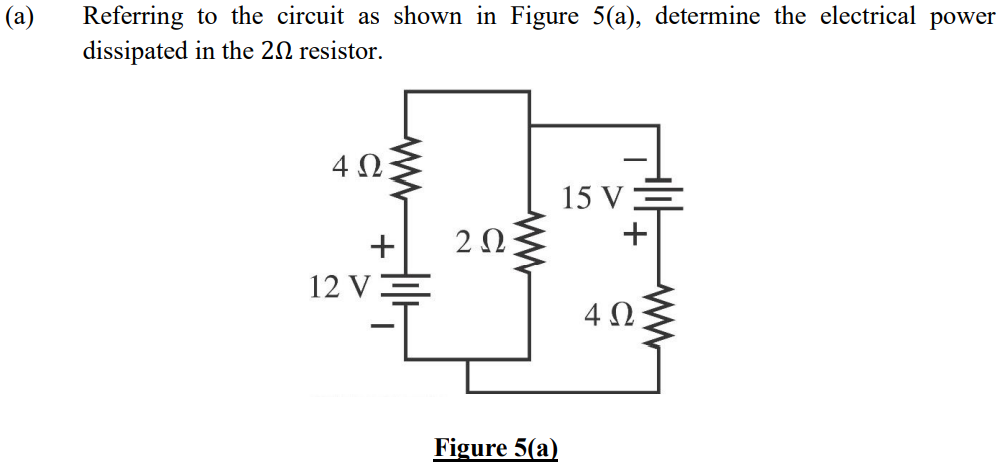 (a) Referring to the circuit as shown in Figure 5(a), determine the electrical power
dissipated in the 2Ω resistor.
4 Ω
15 V
+
+
2 Ω
12 V
4 Ω
Figure 5(a)